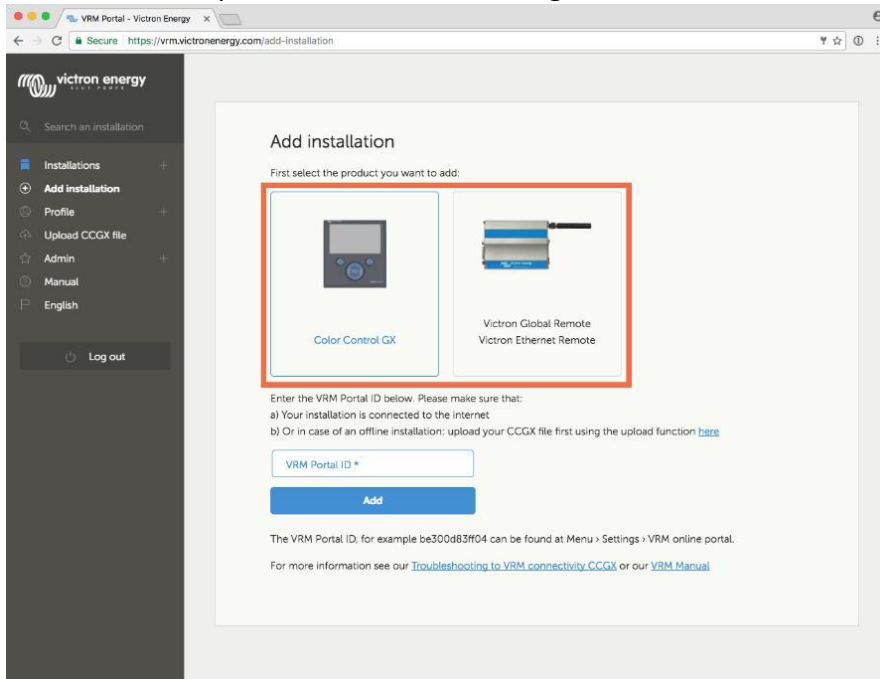 VRM Portal - Victron Energy
Secure https://vrm.victronenergy.com/add-installation
victron energy
BLUE POWER
Search an installation
Installations
Add installation
Profile
Upload CCGX file
Admin
Manual
English
Log out
Add installation
First select the product you want to add:
Color Control GX
Victron Global Remote
Victron Ethernet Remote
Enter the VRM Portal ID below. Please make sure that:
a) Your installation is connected to the internet
b) Or in case of an offline installation: upload your CCGX file first using the upload function here
VRM Portal ID *
Add
The VRM Portal ID, for example be300d83ff04 can be found at Menu › Settings › VRM online portal.
For more information see our Troubleshooting to VRM connectivity CCGX or our VRM Manual